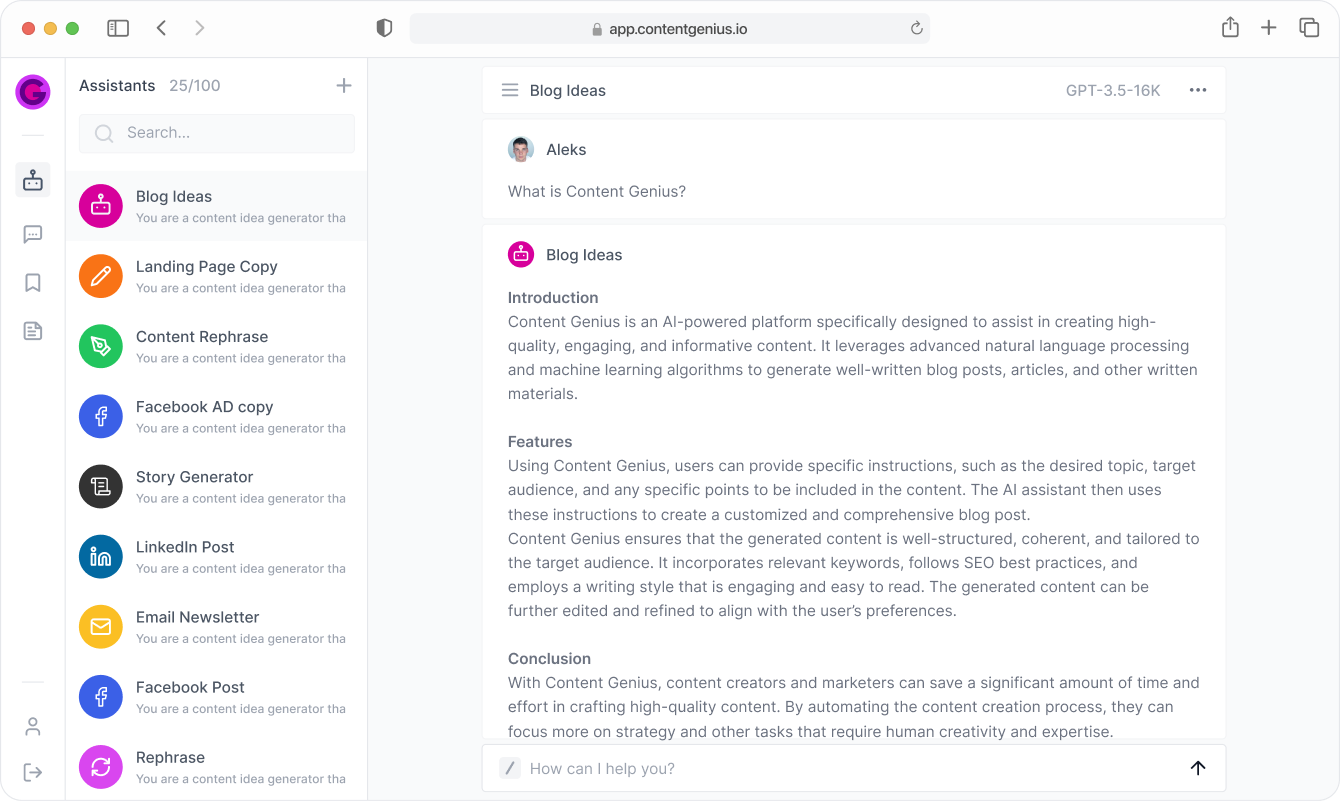 app.contentgenius.io
Assistants 25/100
Search...
Blog Ideas
You are a content idea generator tha
Landing Page Copy
You are a content idea generator tha
Content Rephrase
You are a content idea generator tha
Facebook AD copy
You are a content idea generator tha
Story Generator
You are a content idea generator tha
LinkedIn Post
You are a content idea generator tha
Email Newsletter
You are a content idea generator tha
Facebook Post
You are a content idea generator tha
Rephrase
You are a content idea generator tha
Blog Ideas GPT-3.5-16K
Aleks
What is Content Genius?
Blog Ideas
Introduction
Content Genius is an AI-powered platform specifically designed to assist in creating high-
quality, engaging, and informative content. It leverages advanced natural language processing
and machine learning algorithms to generate well-written blog posts, articles, and other written
materials.
Features
Using Content Genius, users can provide specific instructions, such as the desired topic, target
audience, and any specific points to be included in the content. The AI assistant then uses
these instructions to create a customized and comprehensive blog post.
Content Genius ensures that the generated content is well-structured, coherent, and tailored to
the target audience. It incorporates relevant keywords, follows SEO best practices, and
employs a writing style that is engaging and easy to read. The generated content can be
further edited and refined to align with the user’s preferences.
Conclusion
With Content Genius, content creators and marketers can save a significant amount of time and
effort in crafting high-quality content. By automating the content creation process, they can
focus more on strategy and other tasks that require human creativity and expertise.
/ How can I help you?